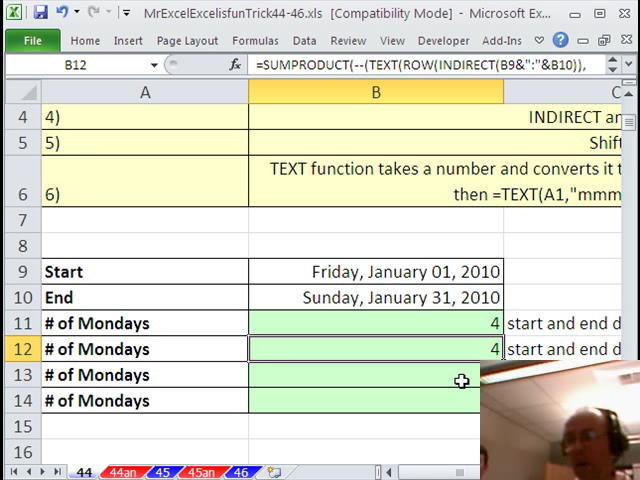 MrExcelExcelisfunTrick44-46.xls [Compatibility Mode] - Microsoft Ex...
File Home Insert Page Layout Formulas Data Review View Developer Add-Ins
B12 fx =SUMPRODUCT(--(TEXT(ROW(INDIRECT(B9&":"&B10)),
A B C
4 4) INDIRECT an
5 5) Shift
TEXT function takes a number and converts it t
6 6) then =TEXT(A1,"mmm
7
8
9 Start Friday, January 01, 2010
10 End Sunday, January 31, 2010
11 # of Mondays 4 start and end d
12 # of Mondays 4 start and end d
13 # of Mondays
14 # of Mondays
15
16
44 44an 45 45an 46